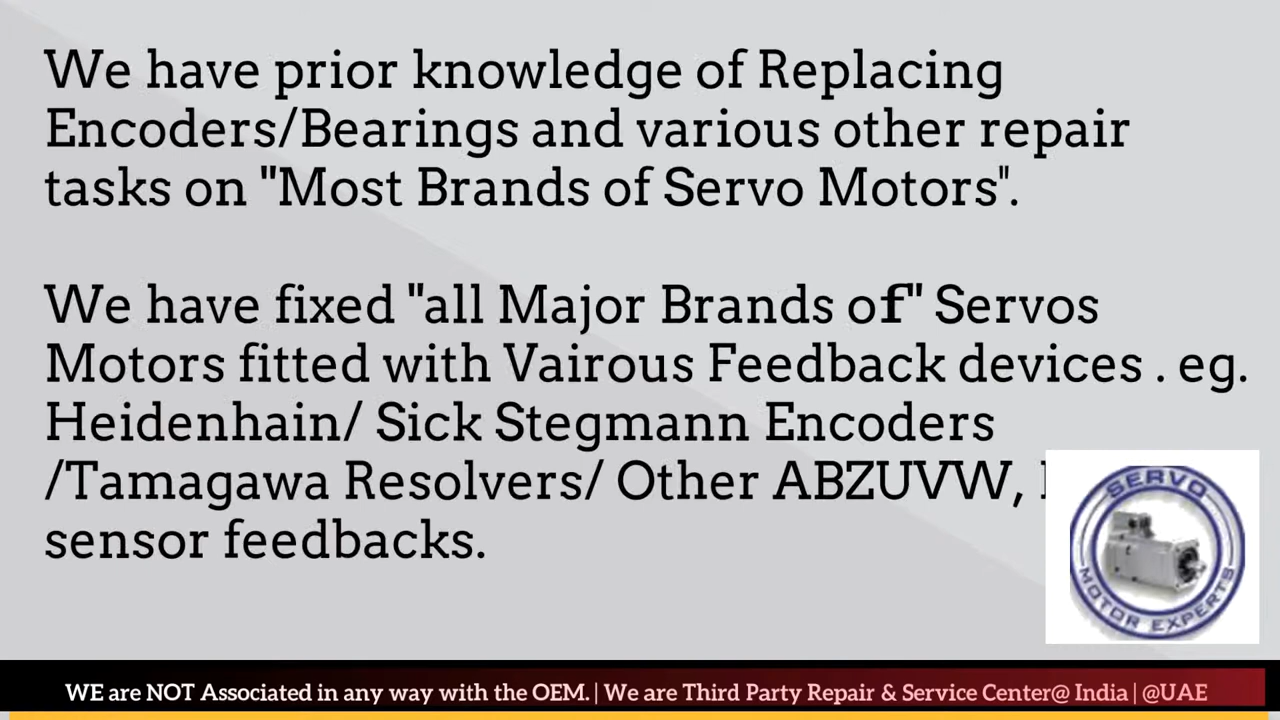 We have prior knowledge of Replacing
Encoders/Bearings and various other repair
tasks on "Most Brands of Servo Motors".
We have fixed "all Major Brands of" Servos
Motors fitted with Vairous Feedback devices . eg.
Heidenhain/ Sick Stegmann Encoders
/Tamagawa Resolvers/ Other ABZUVW,
sensor feedbacks.
SERVO
MOTOR EXPERTS
WE are NOT Associated in any way with the OEM. | We are Third Party Repair & Service Center@ India | @UAE